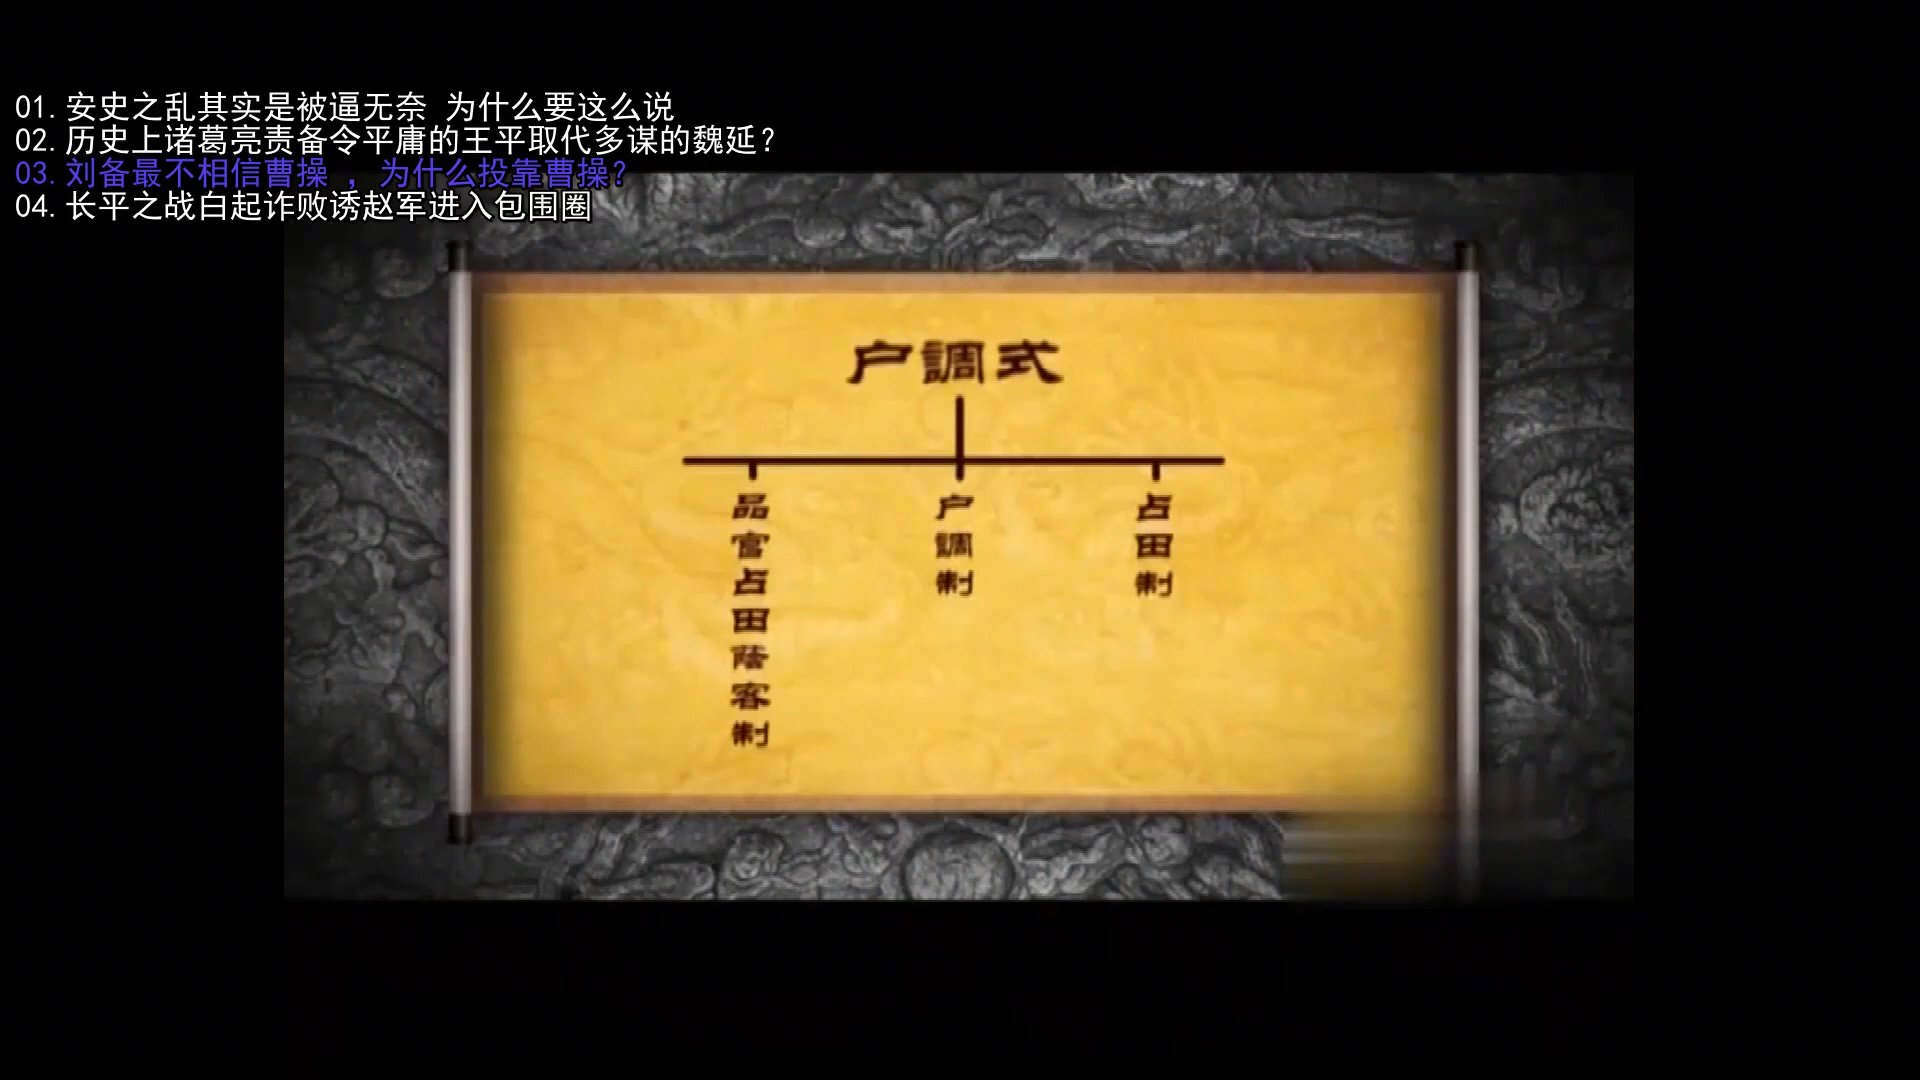 01. 安史之乱其实是被逼无奈 为什么要这么说
02. 历史上诸葛亮责备令平庸的王平取代多谋的魏延？
03. 刘备最不相信曹操 ，为什么投靠曹操？
04. 长平之战白起诈败诱赵军进入包围圈
户調式
品官占田蔭客制
户調制
占田制